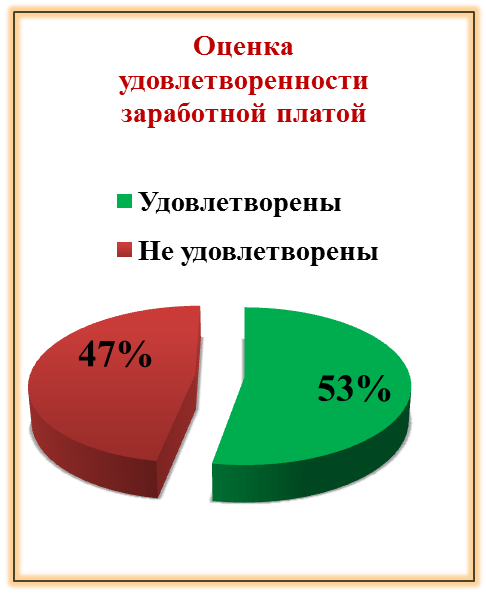 Оценка
удовлетворенности
заработной платой
Удовлетворены
Не удовлетворены
47%
53%